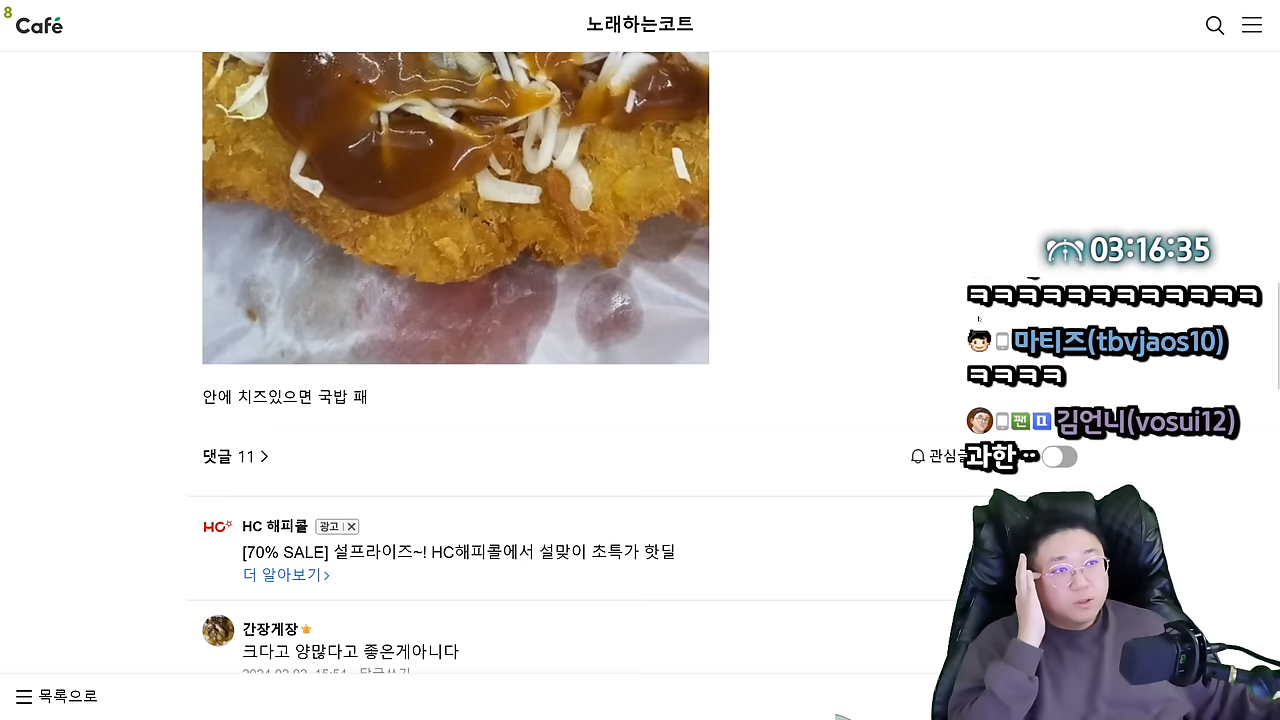 8
Café
노래하는코트
03:16:35
ㅋㅋㅋㅋㅋㅋㅋㅋㅋㅋㅋㅋ
마티즈(tbvjaos10)
ㅋㅋㅋㅋ
안에 치즈있으면 국밥 패
팬 김언니(vosui12)
댓글 11 >
관심글
과한··
HC 해피콜 광고 X
[70% SALE] 설프라이즈~! HC해피콜에서 설맞이 초특가 핫딜
더 알아보기 >
간장게장
크다고 양많다고 좋은게아니다
목록으로